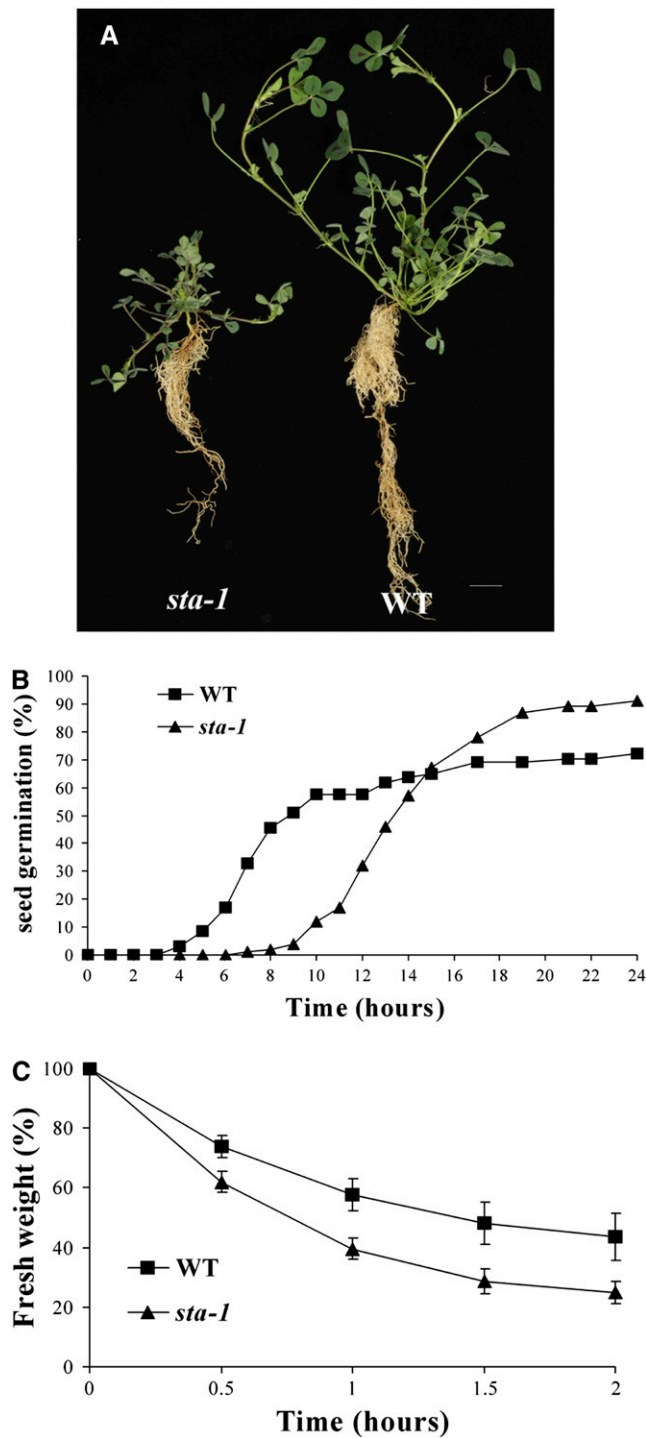 A
sta-1
WT
B
WT
sta-1
seed germination (%)
100
90
80
70
60
50
40
30
20
10
0
0 2 4 6 8 10 12 14 16 18 20 22 24
Time (hours)
C
Fresh weight (%)
100
80
60
40
20
0
WT
sta-1
0 0.5 1 1.5 2
Time (hours)